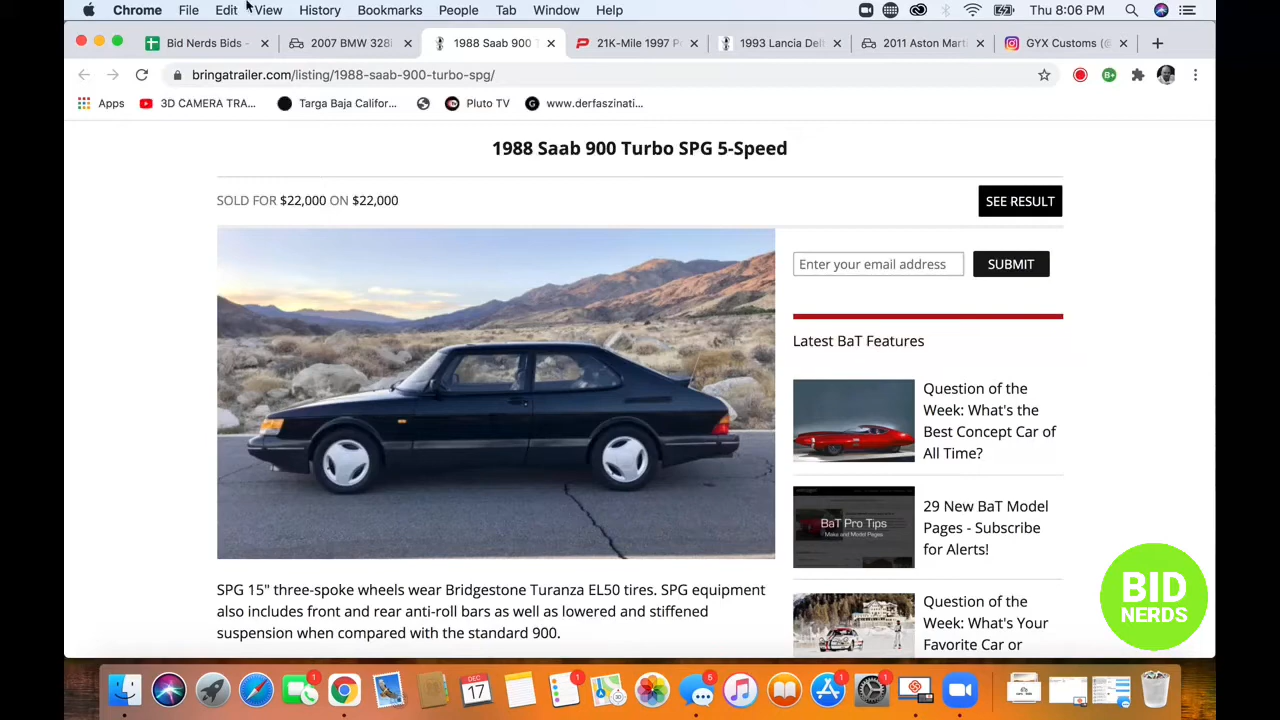 Chrome File Edit View History Bookmarks People Tab Window Help Thu 8:06 PM
Bid Nerds Bids - 2007 BMW 328i 1988 Saab 900 T 21K-Mile 1997 P 1993 Lancia Del 2011 Aston Mart GYX Customs (@
bringatrailer.com/listing/1988-saab-900-turbo-spg/
Apps 3D CAMERA TRA... Targa Baja Califor... Pluto TV www.derfaszinati...
1988 Saab 900 Turbo SPG 5-Speed
SOLD FOR $22,000 ON $22,000
SEE RESULT
Enter your email address SUBMIT
Latest BaT Features
Question of the
Week: What's the
Best Concept Car of
All Time?
BaT Pro Tips
Make and Model Pages
29 New BaT Model
Pages - Subscribe
for Alerts!
Question of the
Week: What's Your
Favorite Car or
SPG 15" three-spoke wheels wear Bridgestone Turanza EL50 tires. SPG equipment
also includes front and rear anti-roll bars as well as lowered and stiffened
suspension when compared with the standard 900.
BID
NERDS
DEC
17